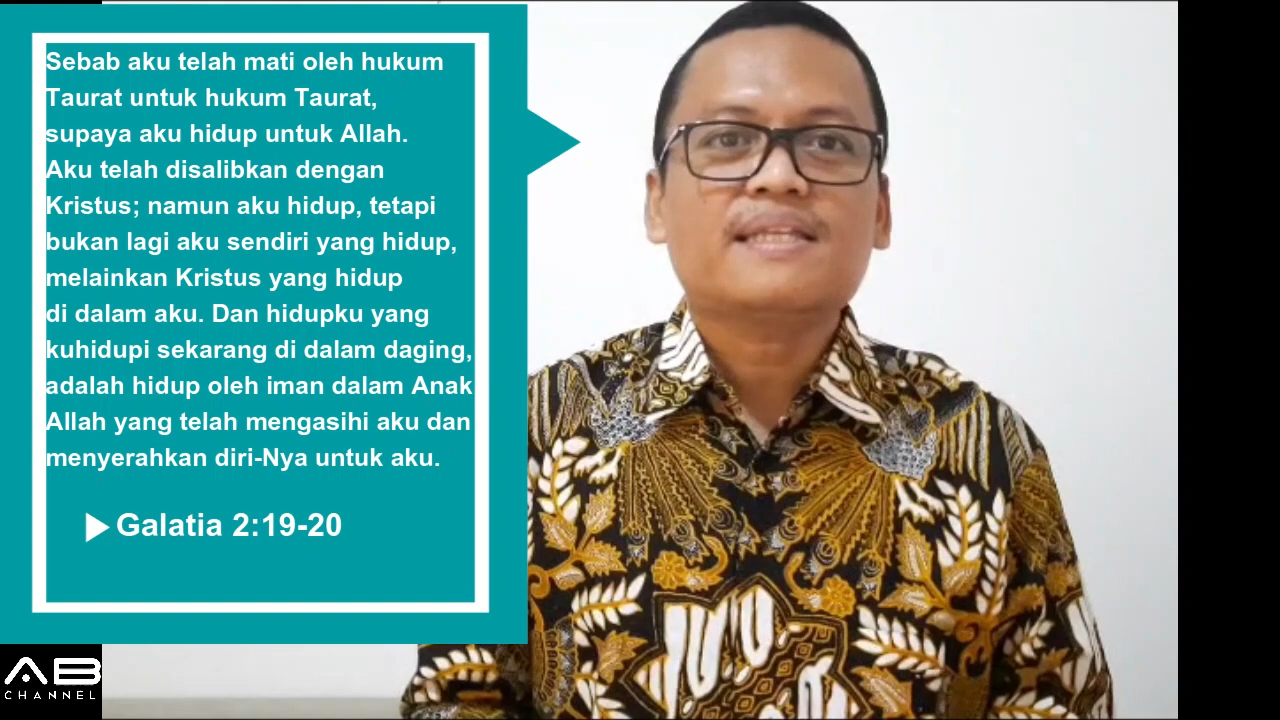 Sebab aku telah mati oleh hukum
Taurat untuk hukum Taurat,
supaya aku hidup untuk Allah.
Aku telah disalibkan dengan
Kristus; namun aku hidup, tetapi
bukan lagi aku sendiri yang hidup,
melainkan Kristus yang hidup
di dalam aku. Dan hidupku yang
kuhidupi sekarang di dalam daging,
adalah hidup oleh iman dalam Anak
Allah yang telah mengasihi aku dan
menyerahkan diri-Nya untuk aku.
Galatia 2:19-20
AB
CHANNEL